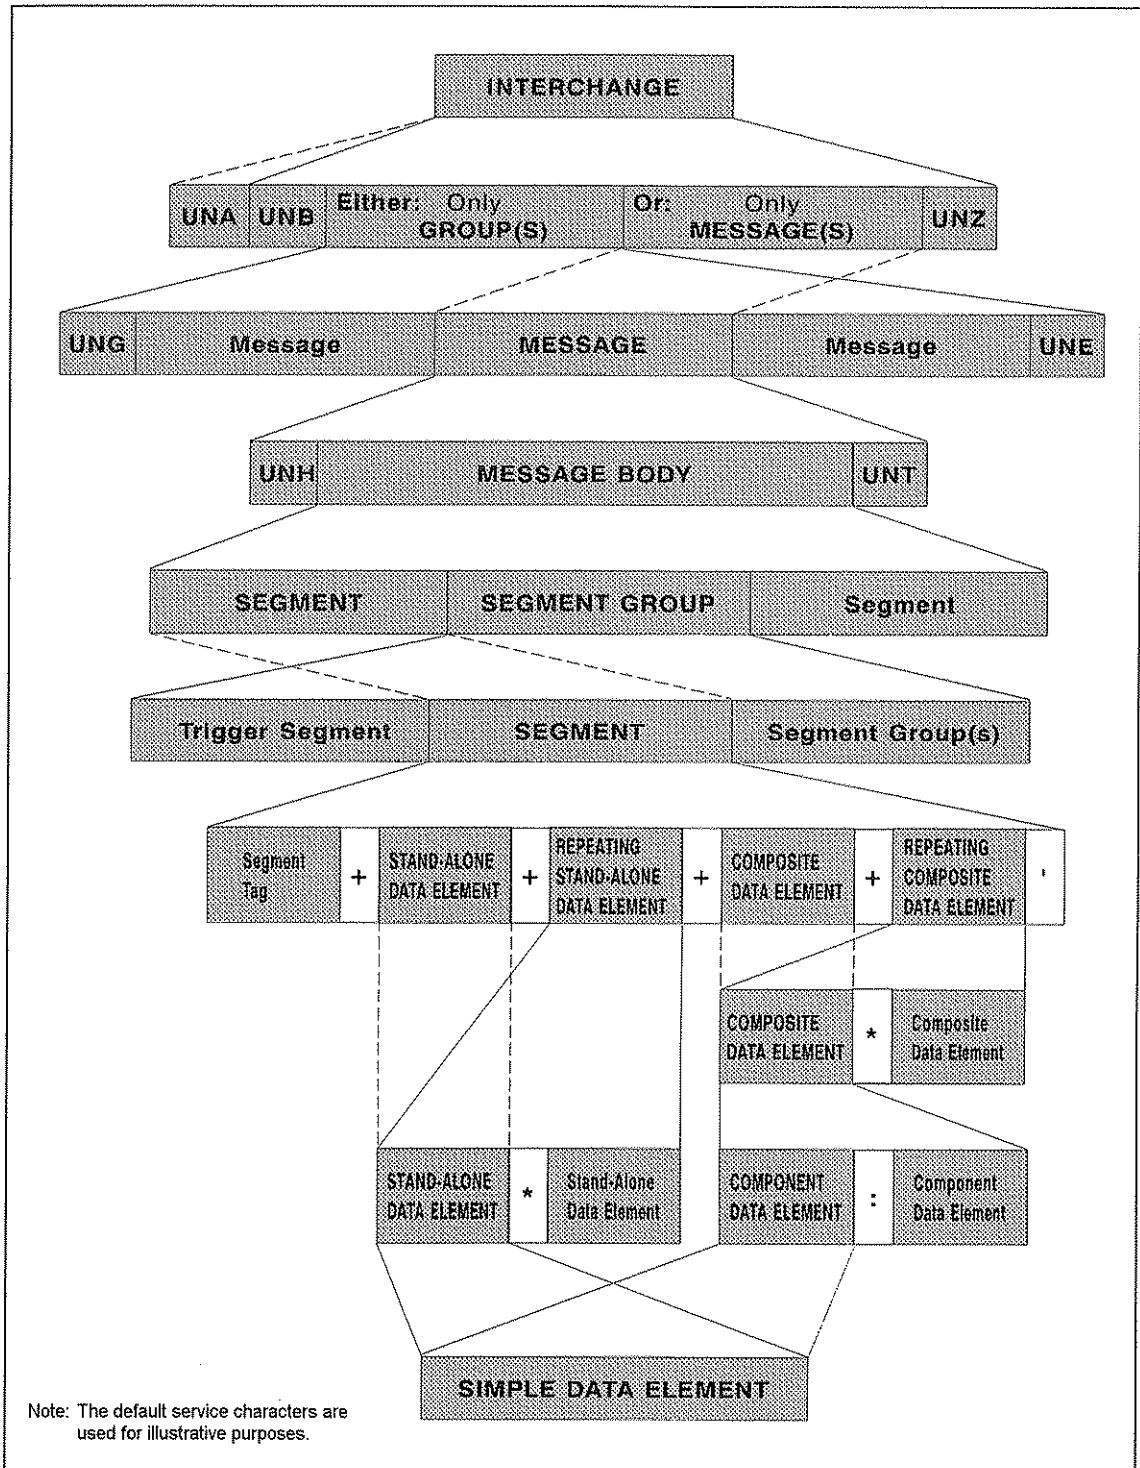 INTERCHANGE
UNA UNB Either: Only GROUP(S) Or: Only MESSAGE(S) UNZ
UNG Message MESSAGE Message UNE
UNH MESSAGE BODY UNT
SEGMENT SEGMENT GROUP Segment
Trigger Segment SEGMENT Segment Group(s)
Segment Tag + STAND-ALONE DATA ELEMENT + REPEATING STAND-ALONE DATA ELEMENT + COMPOSITE DATA ELEMENT + REPEATING COMPOSITE DATA ELEMENT '
COMPOSITE DATA ELEMENT * Composite Data Element
STAND-ALONE DATA ELEMENT * Stand-Alone Data Element COMPONENT DATA ELEMENT : Component Data Element
SIMPLE DATA ELEMENT
Note: The default service characters are
used for illustrative purposes.